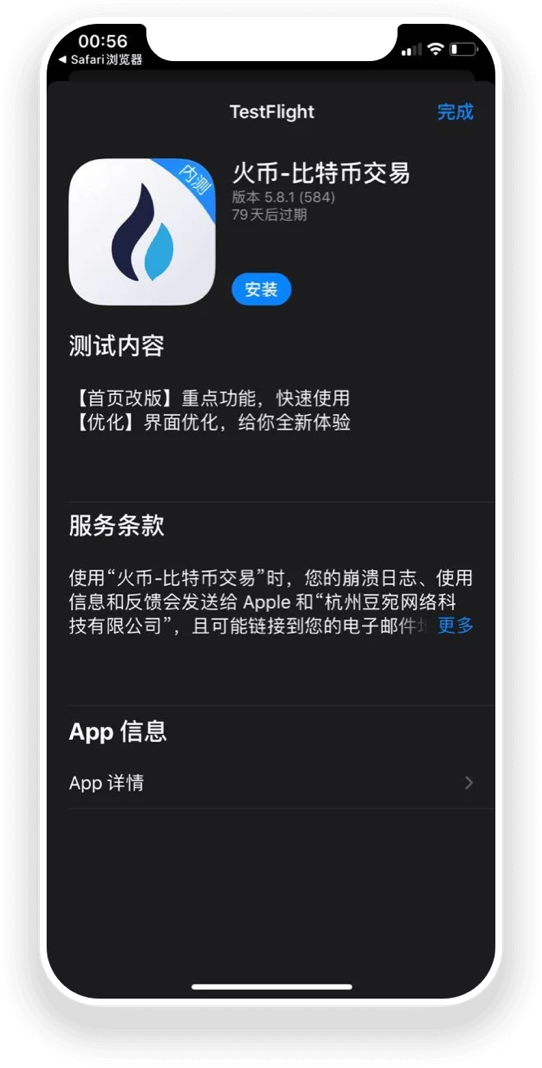 00:56
◀ Safari浏览器
TestFlight
完成
内测
火币-比特币交易
版本 5.8.1 (584)
79 天后过期
安装
测试内容
【首页改版】重点功能，快速使用
【优化】界面优化，给你全新体验
服务条款
使用“火币-比特币交易”时，您的崩溃日志、使用
信息和反馈会发送给 Apple 和“杭州豆宛网络科
技有限公司”，且可能链接到您的电子邮件 更多
App 信息
App 详情